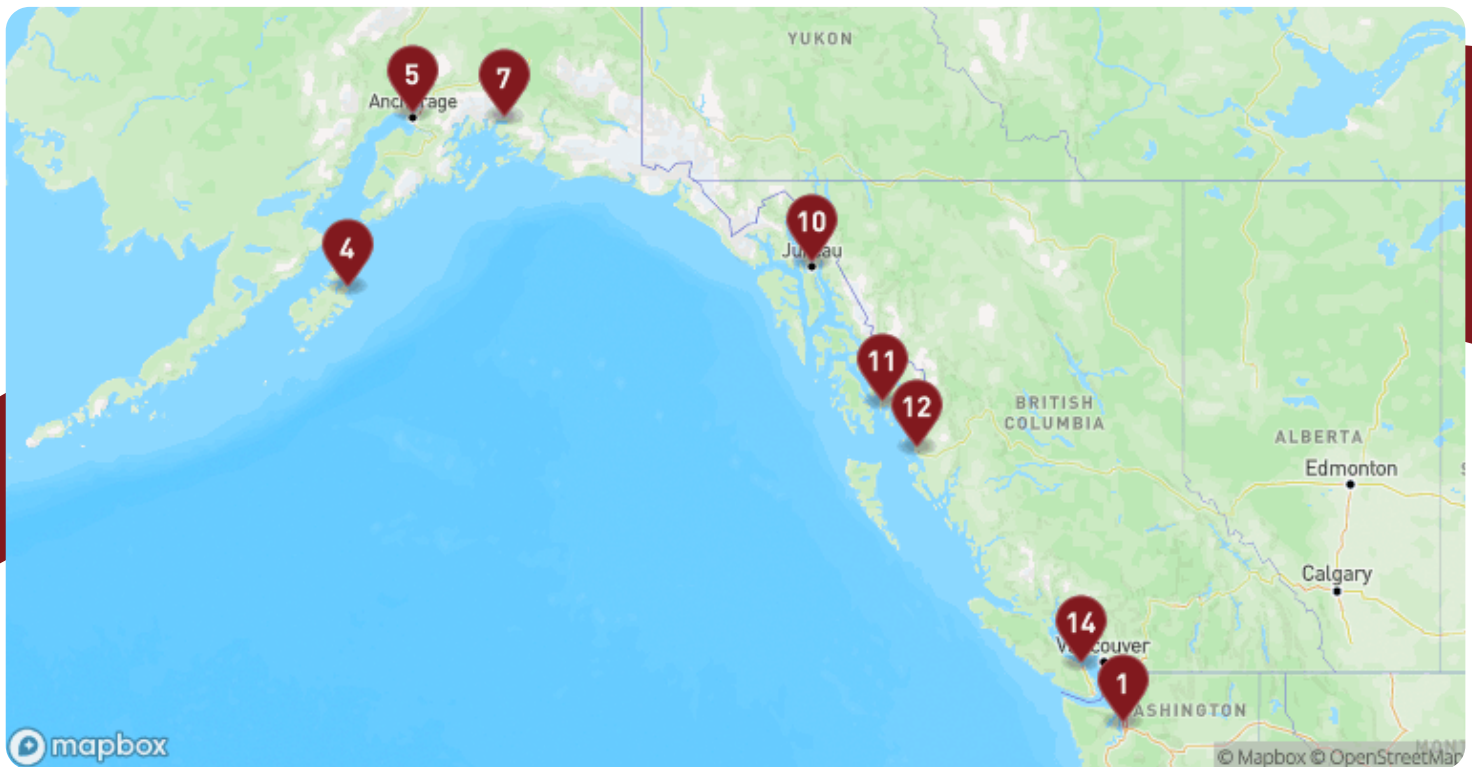 YUKON
5
7
Anchorage
4
10
Juneau
11
12
BRITISH
COLUMBIA
ALBERTA
Edmonton
Calgary
14
Vancouver
1
WASHINGTON
mapbox
© Mapbox © OpenStreetMap